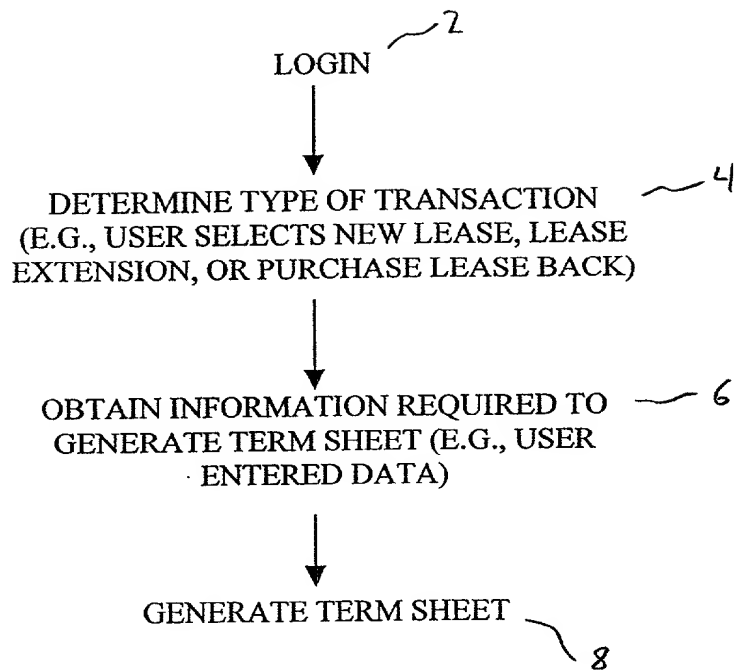 2
LOGIN
4
DETERMINE TYPE OF TRANSACTION
(E.G., USER SELECTS NEW LEASE, LEASE
EXTENSION, OR PURCHASE LEASE BACK)
6
OBTAIN INFORMATION REQUIRED TO
GENERATE TERM SHEET (E.G., USER
ENTERED DATA)
GENERATE TERM SHEET
8